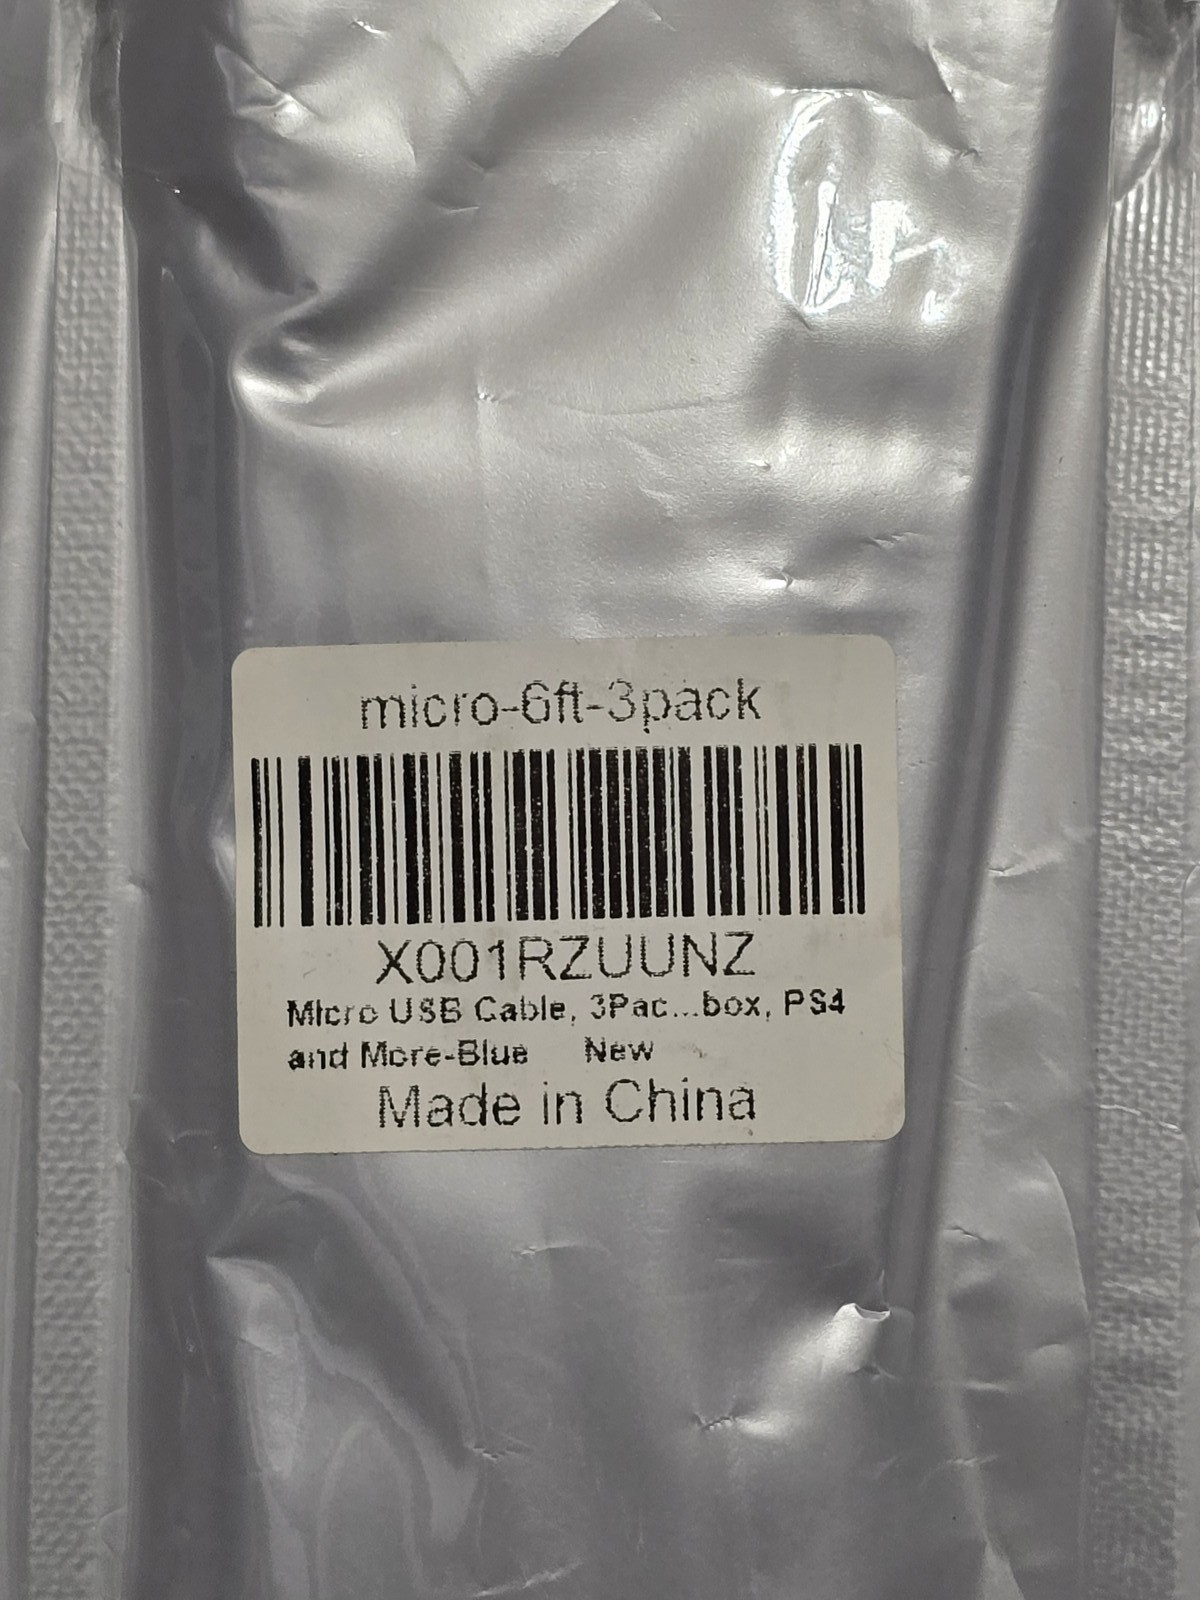 micro-6ft-3pack
X001RZUUNZ
Micro USB Cable, 3Pac...box, PS4
and More-Blue New
Made in China